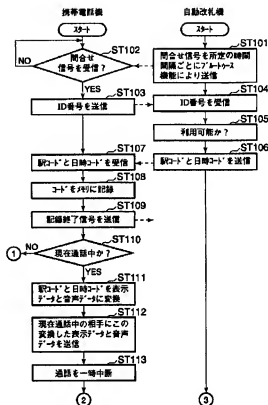 携帯電話機
自動改札機
スタート
スタート
ST102
ST101
NO
問合せ
信号を受信?
問合せ信号を所定の時間
間隔ごとにブルートゥース
機能により送信
YES
ST103
ST104
ID番号を送信
ID番号を受信
ST105
利用可能か?
ST107
ST106
駅コードと日時コードを受信
駅コードと日時コードを送信
ST108
コードをメモリに記録
ST109
記録終了信号を送信
ST110
1
NO
現在通話中か?
YES
ST111
駅コードと日時コードを表示
データと音声データに変換
ST112
現在通話中の相手にこの
変換した表示データと音声
データを送信
ST113
通話を一時中断
2
3